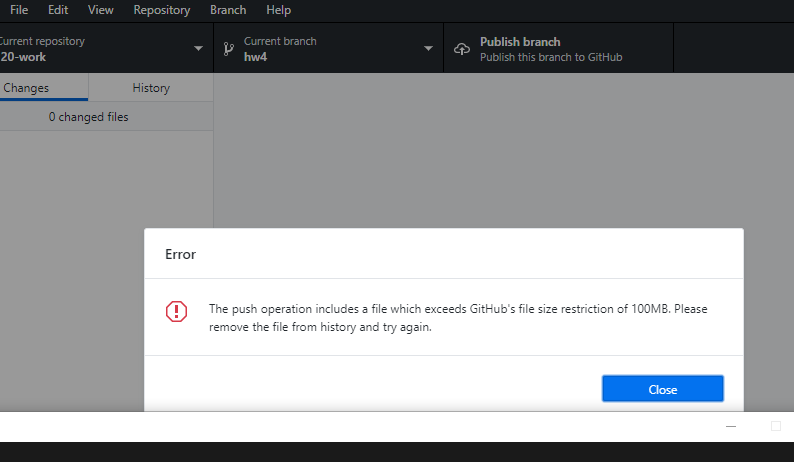 File Edit View Repository Branch Help
Current repository
20-work
Current branch
hw4
Publish branch
Publish this branch to GitHub
Changes History
0 changed files
Error
The push operation includes a file which exceeds GitHub's file size restriction of 100MB. Please
remove the file from history and try again.
Close